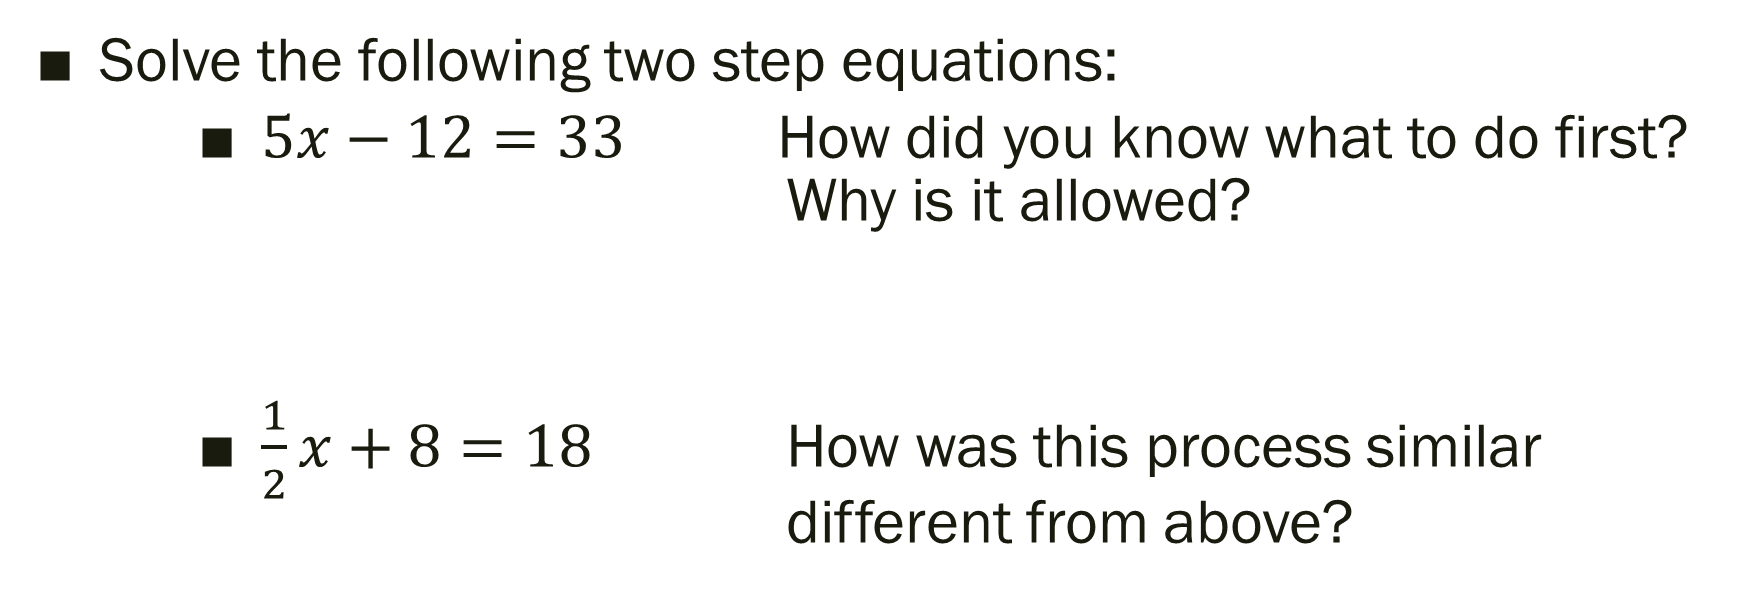 ■ Solve the following two step equations:
■ 5x − 12 = 33 How did you know what to do first?
Why is it allowed?
■ 1/2 x + 8 = 18 How was this process similar
different from above?